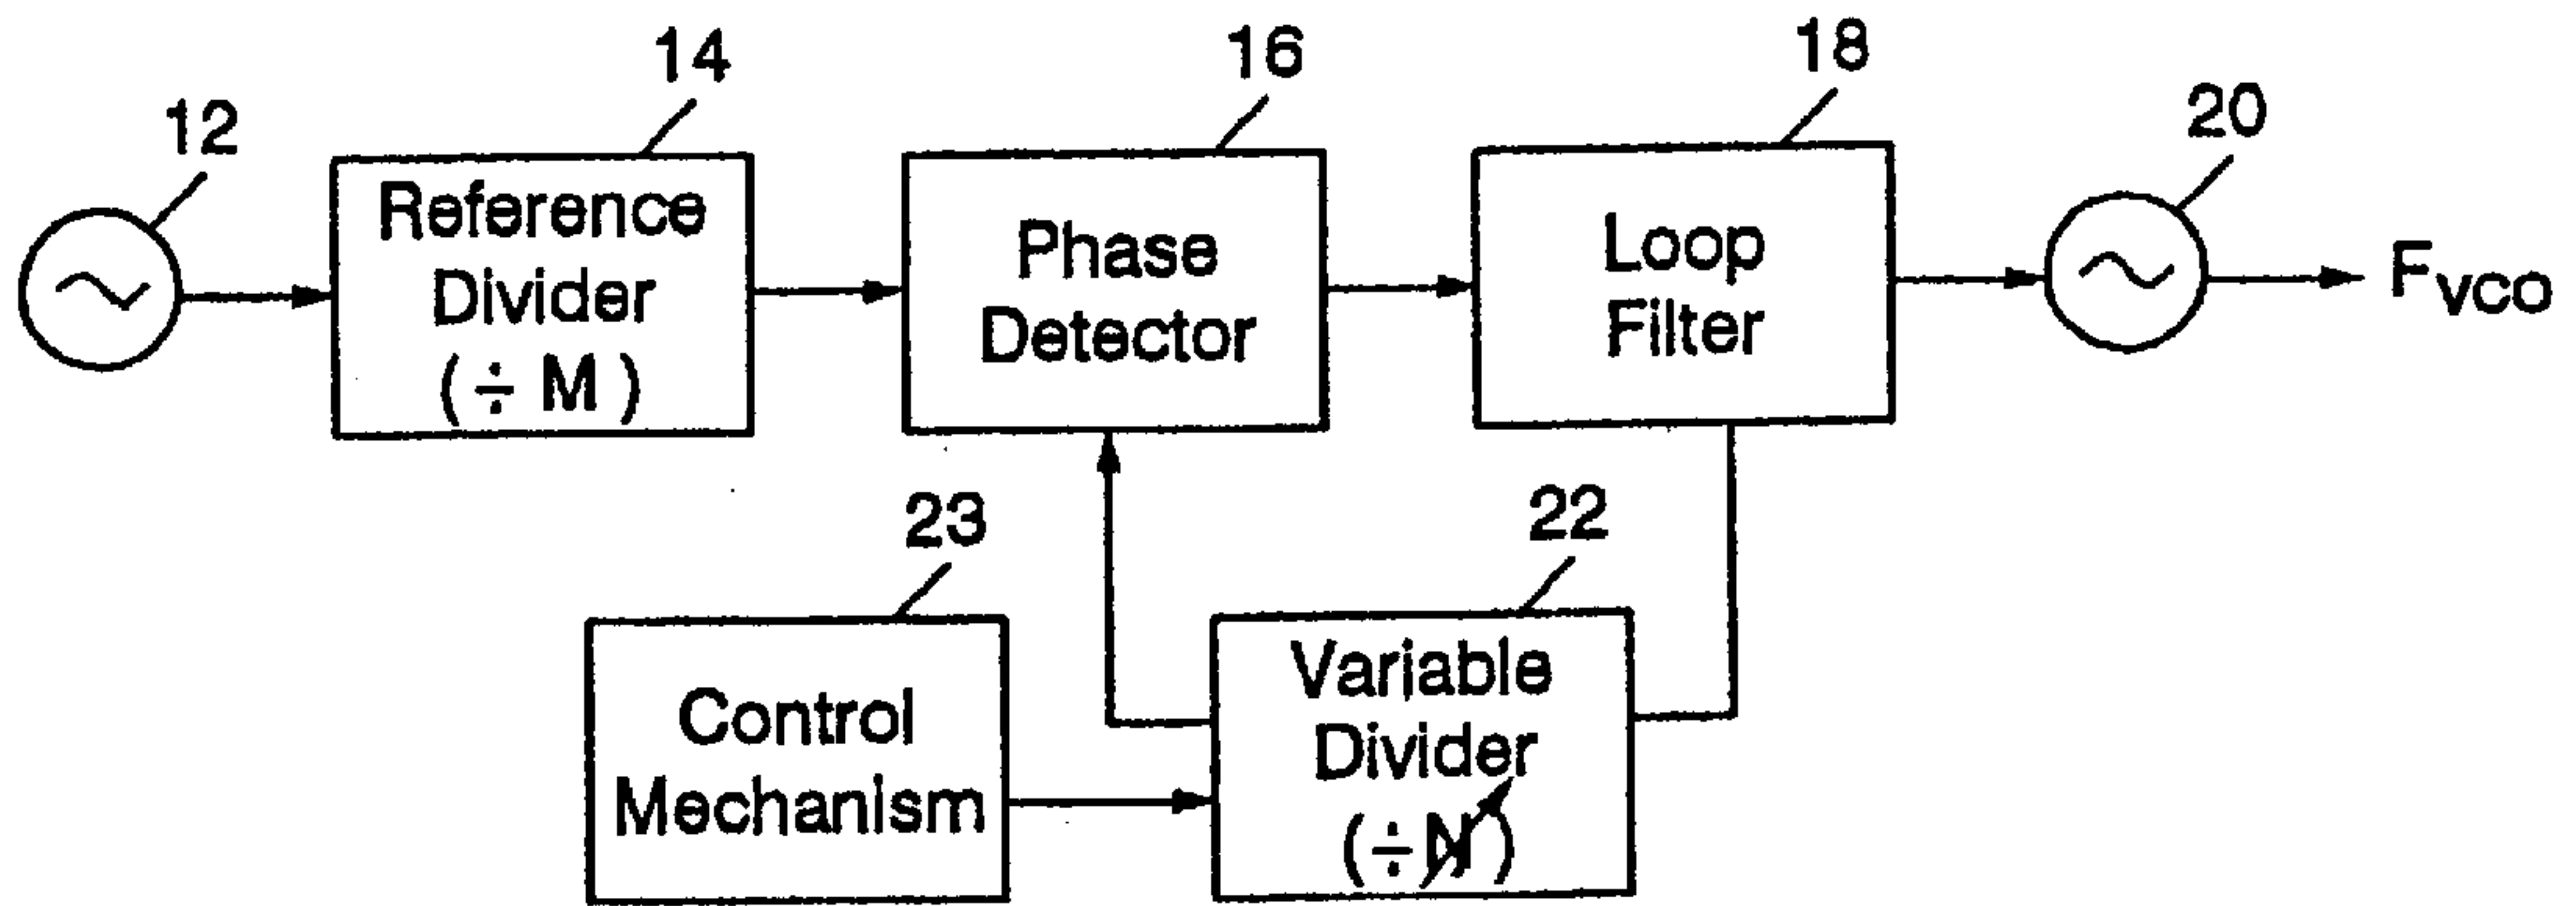 12
14
Reference
Divider
(÷ M)
16
Phase
Detector
18
Loop
Filter
20
FVCO
23
Control
Mechanism
22
Variable
Divider
(÷ N)